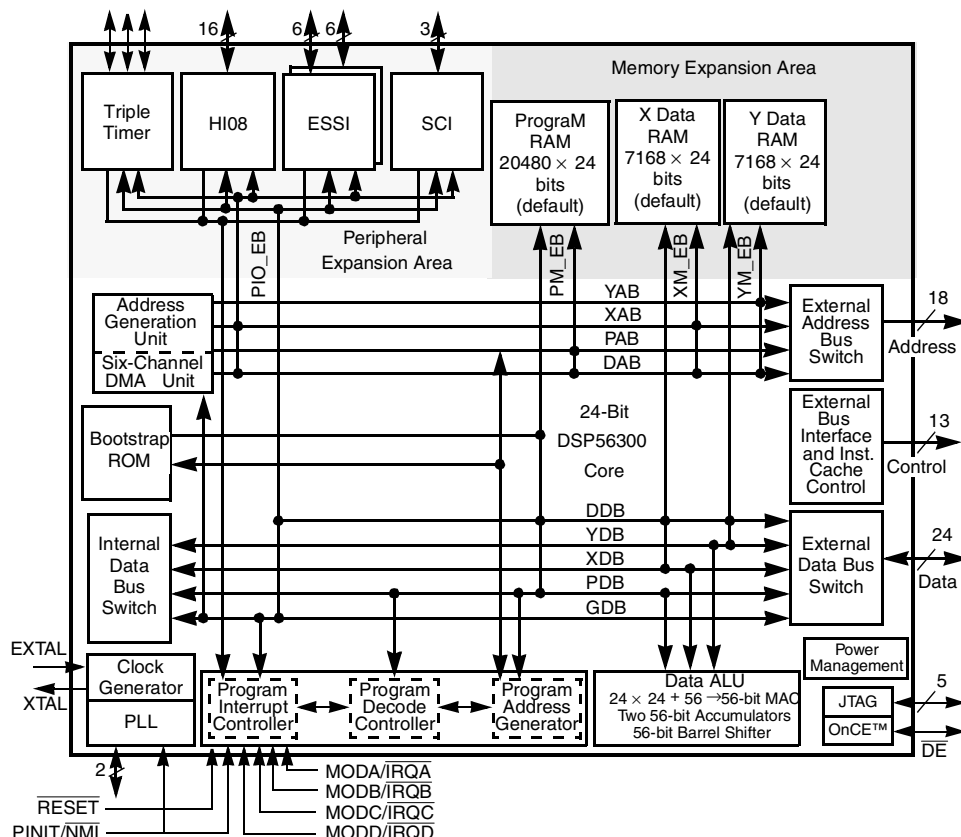 16
6
6
3
Memory Expansion Area
Triple
Timer
HI08
ESSI
SCI
PrograM
RAM
20480 × 24
bits
(default)
X Data
RAM
7168 × 24
bits
(default)
Y Data
RAM
7168 × 24
bits
(default)
Peripheral
Expansion Area
PIO_EB
PM_EB
XM_EB
YM_EB
Address
Generation
Unit
Six-Channel
DMA Unit
YAB
XAB
PAB
DAB
External
Address
Bus
Switch
18
Address
Bootstrap
ROM
24-Bit
DSP56300
Core
External
Bus
Interface
and Inst.
Cache
Control
13
Control
Internal
Data
Bus
Switch
DDB
YDB
XDB
PDB
GDB
External
Data Bus
Switch
24
Data
EXTAL
XTAL
Clock
Generator
PLL
Program
Interrupt
Controller
Program
Decode
Controller
Program
Address
Generator
Data ALU
24 × 24 + 56 →56-bit MAC
Two 56-bit Accumulators
56-bit Barrel Shifter
Power
Management
JTAG
OnCE™
5
DE
2
RESET
PINIT/NMI
MODA/IRQA
MODB/IRQB
MODC/IRQC
MODD/IRQD